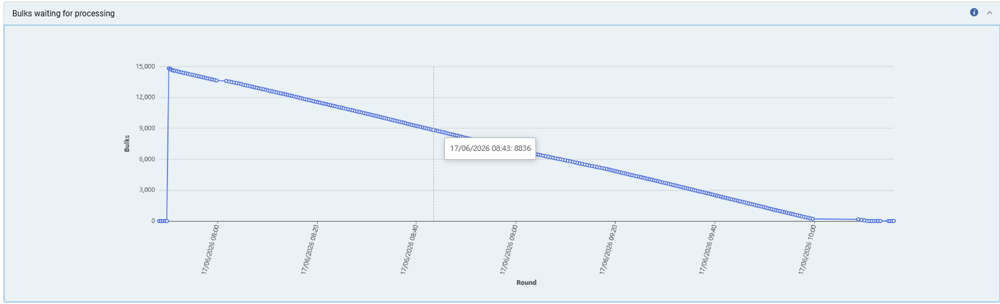 Bulks waiting for processing
i
15,000
12,000
9,000
6,000
3,000
0
Bulks
17/06/2026 08:43: 8836
17/06/2026 08:00
17/06/2026 08:20
17/06/2026 08:40
17/06/2026 09:00
17/06/2026 09:20
17/06/2026 09:40
17/06/2026 10:00
Round